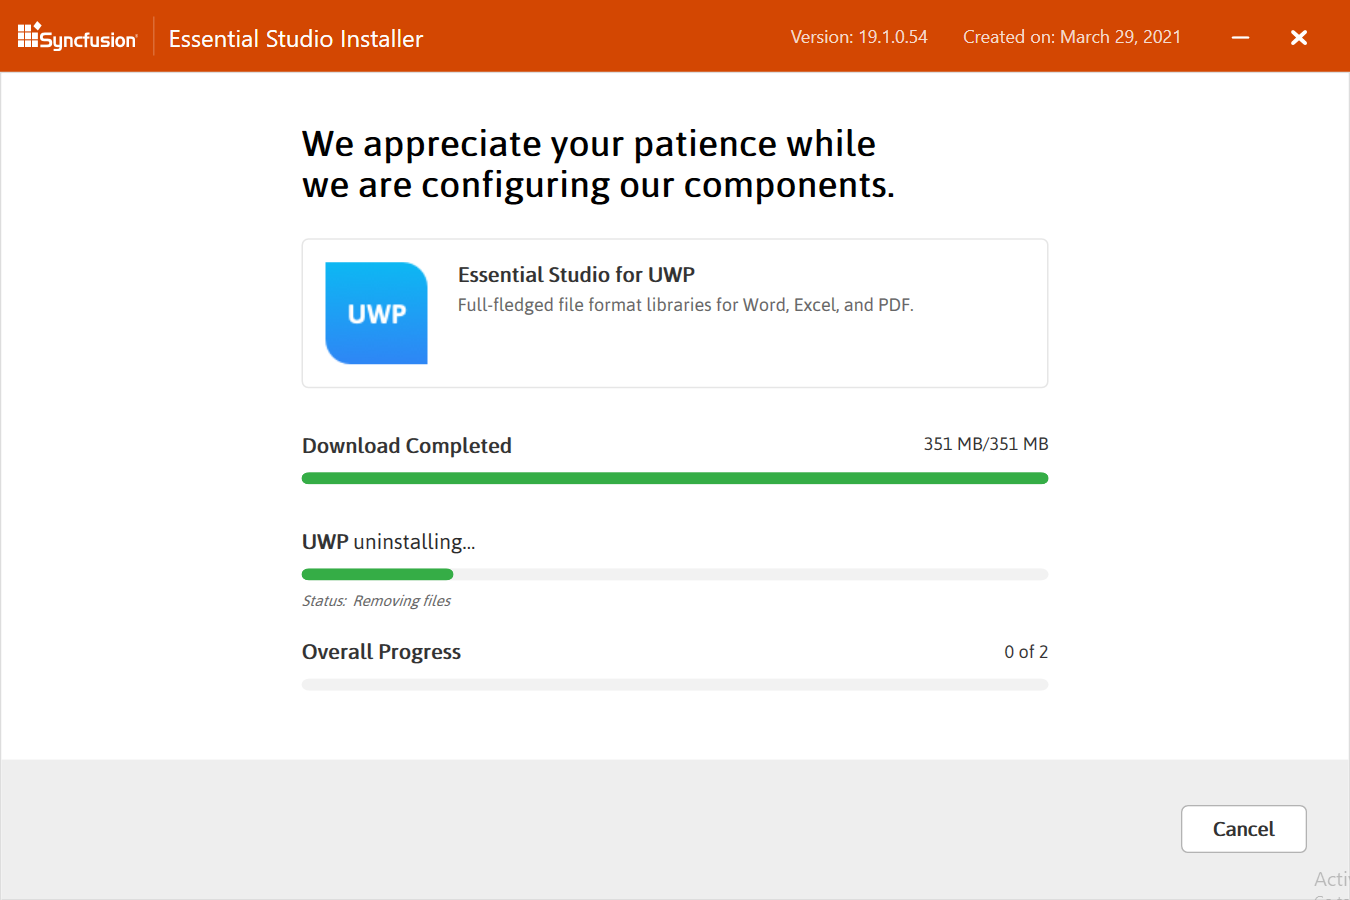 Syncfusion
Essential Studio Installer
Version: 19.1.0.54
Created on: March 29, 2021
We appreciate your patience while
we are configuring our components.
UWP
Essential Studio for UWP
Full-fledged file format libraries for Word, Excel, and PDF.
Download Completed
351 MB/351 MB
UWP uninstalling...
Status: Removing files
Overall Progress
0 of 2
Cancel